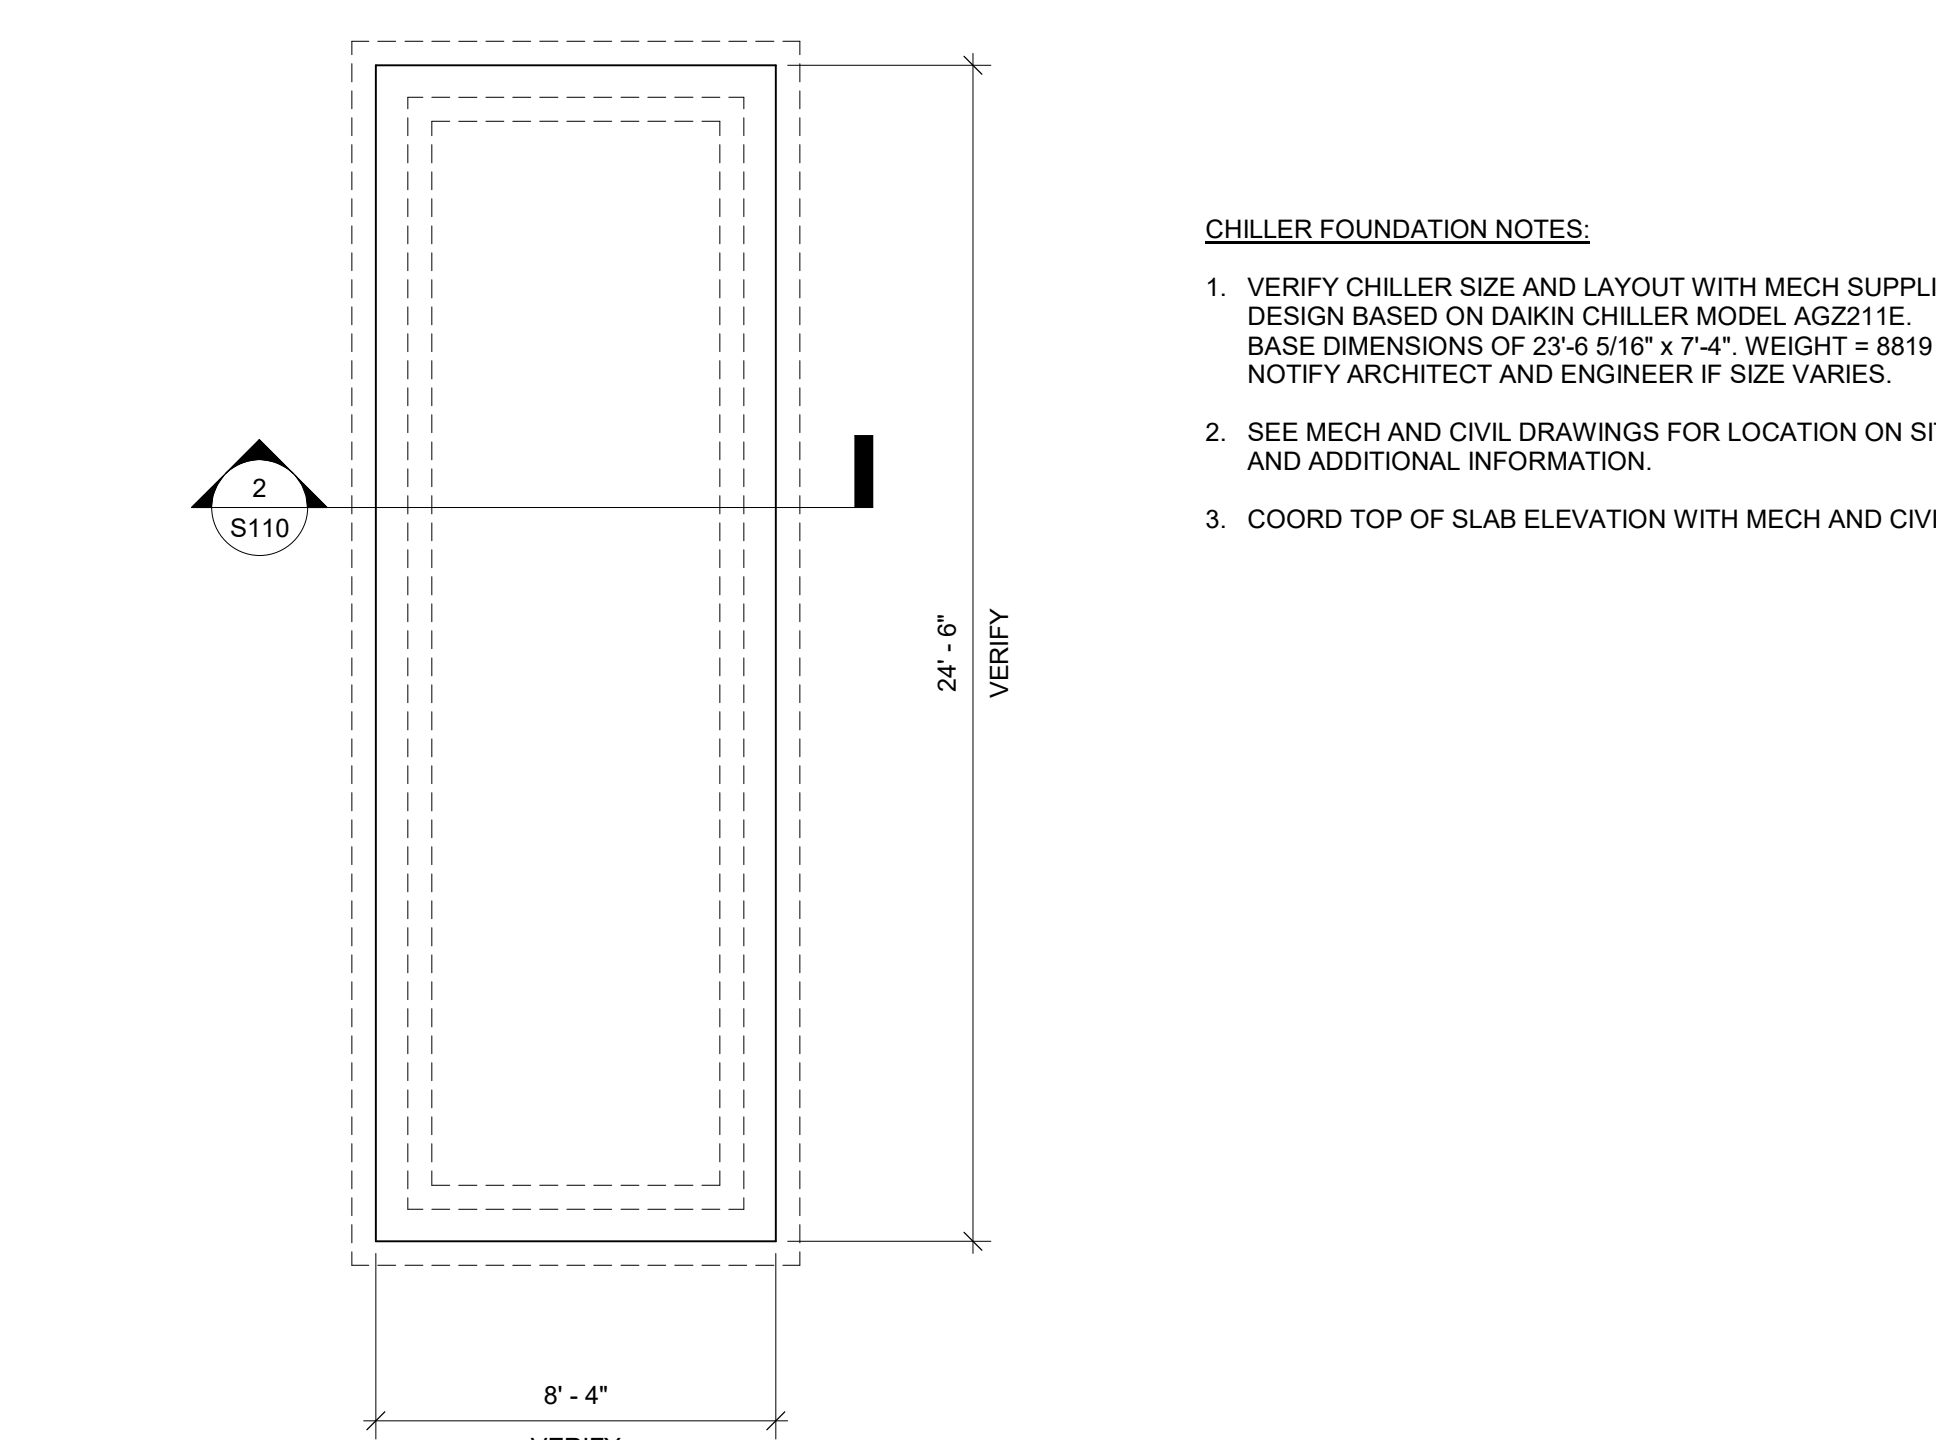 CHILLER FOUNDATION NOTES:
1. VERIFY CHILLER SIZE AND LAYOUT WITH MECH
DESIGN BASED ON DAIKIN CHILLER MODEL AGZ211E.
BASE DIMENSIONS OF 23'-6 5/16" x 7'-4". WEIGHT = 8819
NOTIFY ARCHITECT AND ENGINEER IF SIZE VARIES.
2. SEE MECH AND CIVIL DRAWINGS FOR LOCATION ON
AND ADDITIONAL INFORMATION.
3. COORD TOP OF SLAB ELEVATION WITH MECH AND
2
S110
24' - 6"
VERIFY
8' - 4"